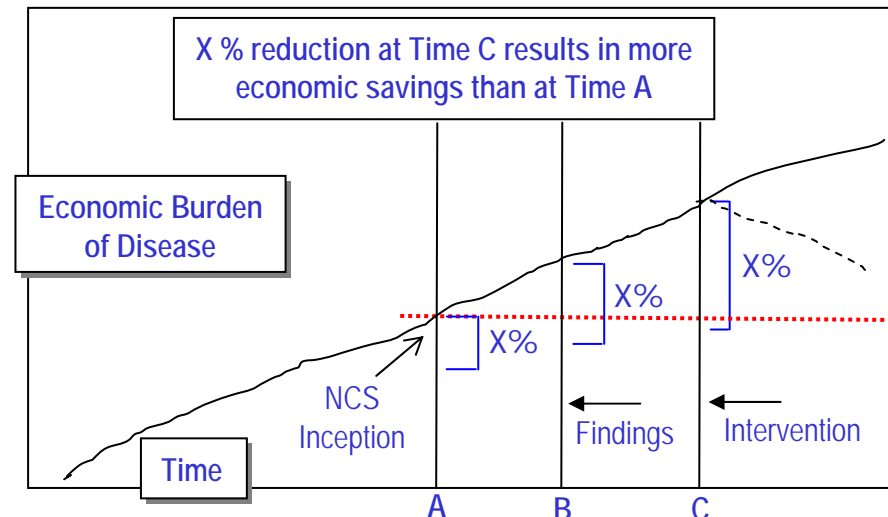 X % reduction at Time C results in more
economic savings than at Time A
Economic Burden
of Disease
X%
X%
X%
NCS
Inception
Findings
Intervention
Time
A
B
C